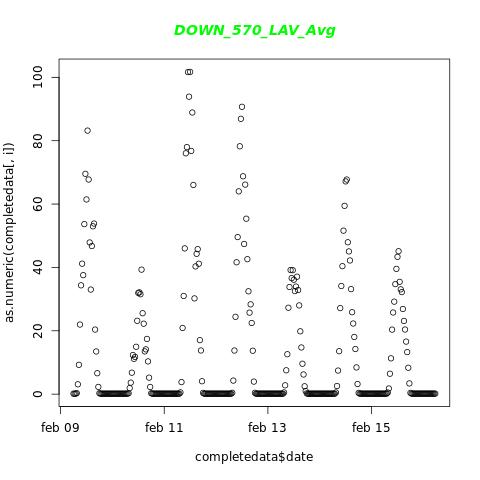 DOWN_570_LAV_Avg
as.numeric(completedata[, i])
100
80
60
40
20
0
feb 09
feb 11
feb 13
feb 15
completedata$date